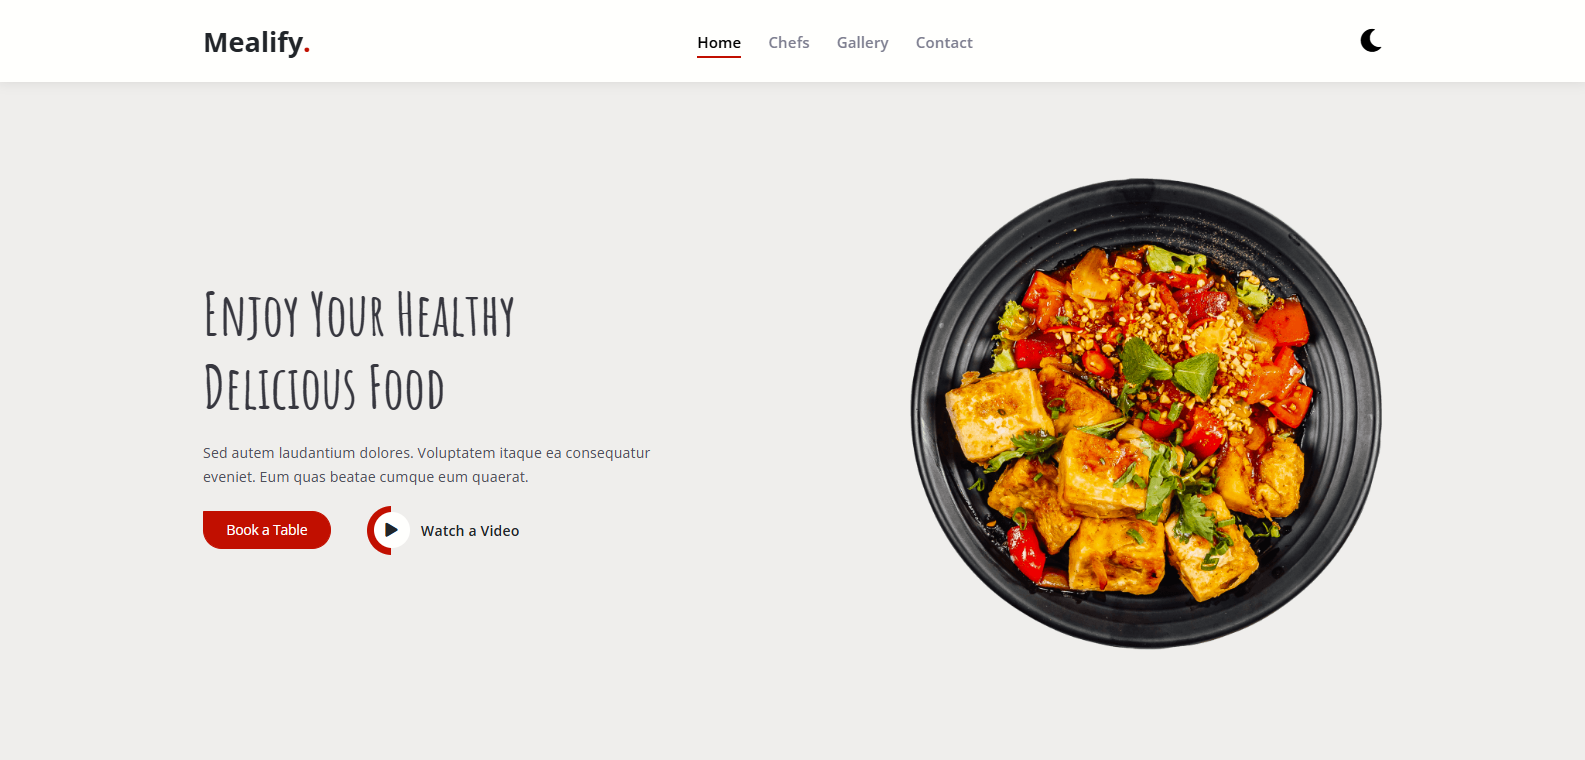 Mealify.
Home Chefs Gallery Contact
Enjoy Your Healthy
Delicious Food
Sed autem laudantium dolores. Voluptatem itaque ea consequatur
eveniet. Eum quas beatae cumque eum quaerat.
Book a Table
Watch a Video